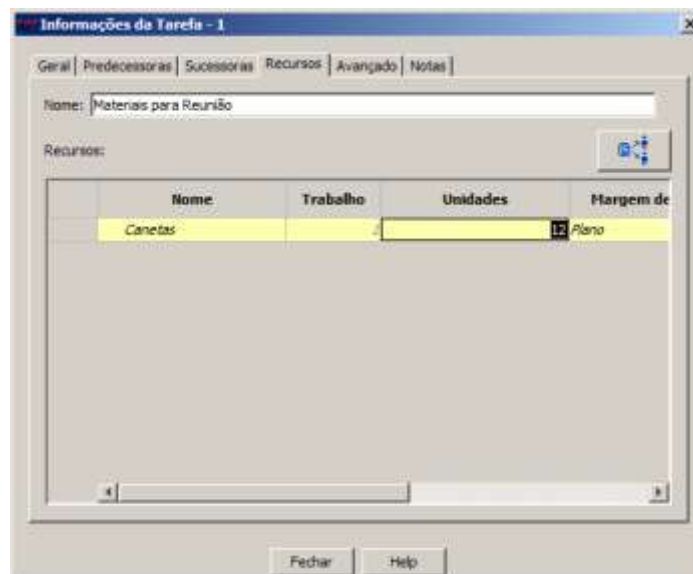 Informações da Tarefa - 1
Geral Predecessoras Sucessoras Recursos Avançado Notas
Nome: Materiais para Reunião
Recursos:
Nome Trabalho Unidades Margem de
Canetas 12 Plano
Fechar Help